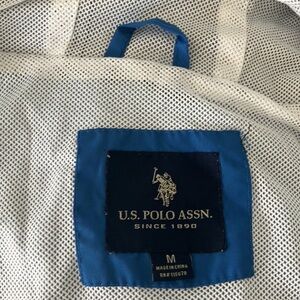 U.S. POLO ASSN.
SINCE 1890
M
MADE IN CHINA